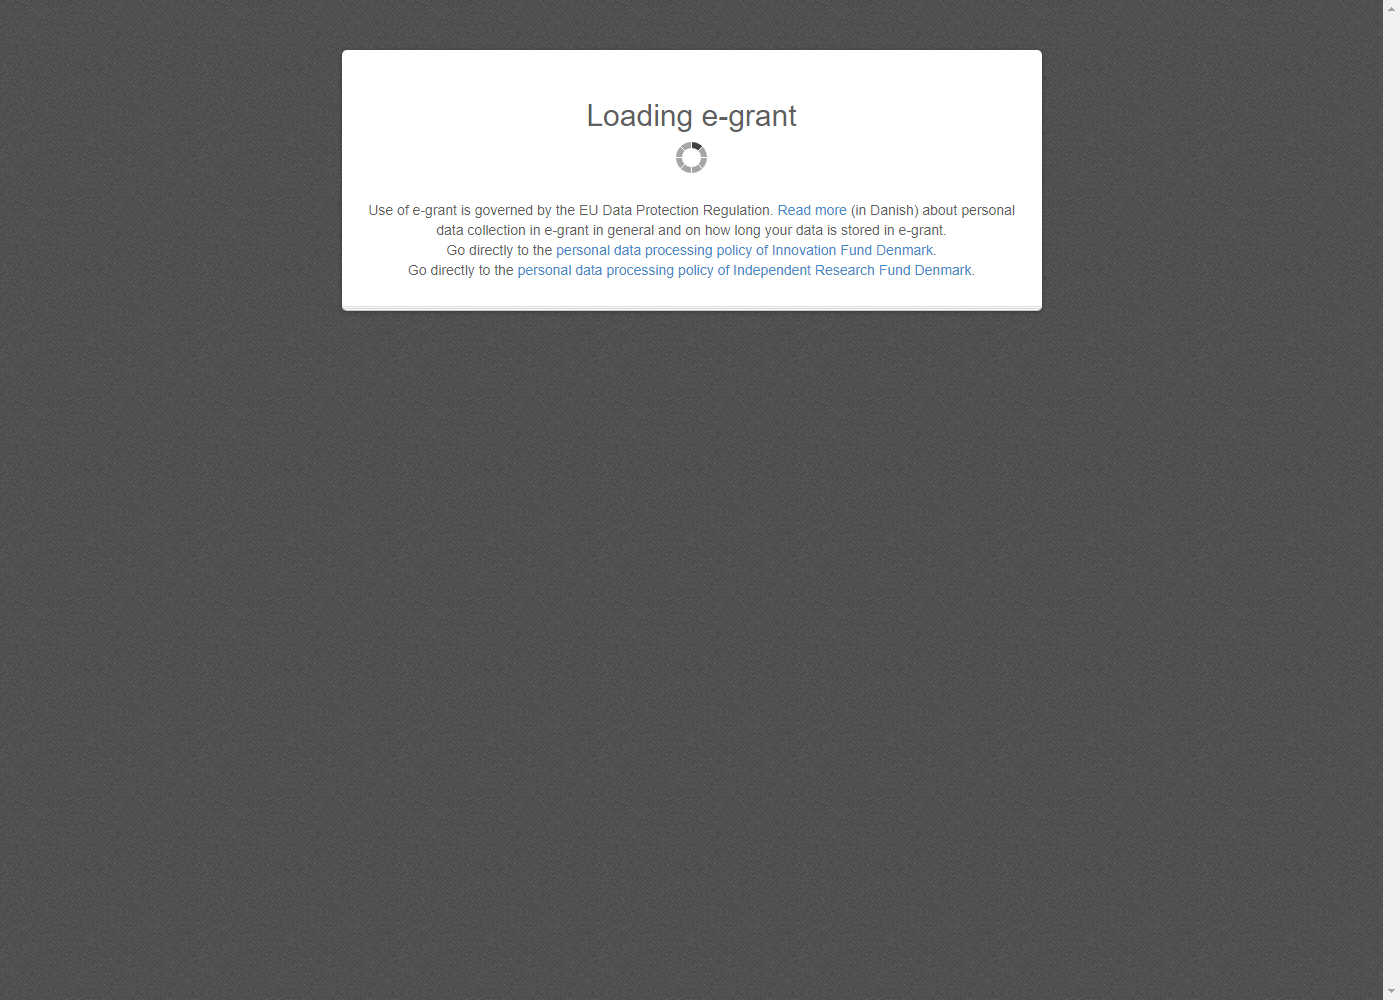 Loading e-grant
Use of e-grant is governed by the EU Data Protection Regulation. Read more (in Danish) about personal
data collection in e-grant in general and on how long your data is stored in e-grant.
Go directly to the personal data processing policy of Innovation Fund Denmark.
Go directly to the personal data processing policy of Independent Research Fund Denmark.